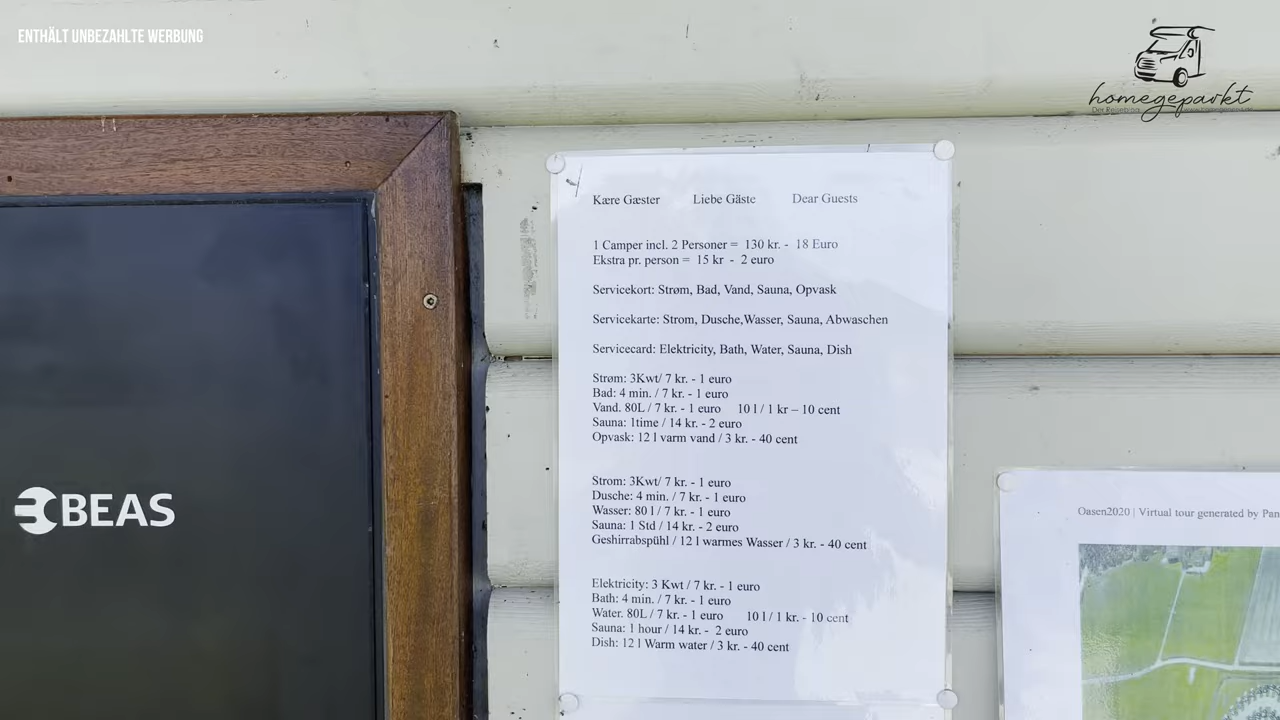 ENTHÄLT UNBEZAHLTE WERBUNG
homegeparkt
Kære Gæster Liebe Gäste Dear Guests
1 Camper incl. 2 Personer = 130 kr. - 18 Euro
Ekstra pr. person = 15 kr - 2 euro
Servicekort: Strøm, Bad, Vand, Sauna, Opvask
Servicekarte: Strom, Dusche,Wasser, Sauna, Abwaschen
Servicecard: Elektricity, Bath, Water, Sauna, Dish
Strøm: 3Kwt/ 7 kr. - 1 euro
Bad: 4 min. / 7 kr. - 1 euro
Vand. 80L / 7 kr. - 1 euro 10 l / 1 kr – 10 cent
Sauna: 1time / 14 kr. - 2 euro
Opvask: 12 l varm vand / 3 kr. - 40 cent
Strom: 3Kwt/ 7 kr. - 1 euro
Dusche: 4 min. / 7 kr. - 1 euro
Wasser: 80 l / 7 kr. - 1 euro
Sauna: 1 Std / 14 kr. - 2 euro
Geshirrabspühl / 12 l warmes Wasser / 3 kr. - 40 cent
Elektricity: 3 Kwt / 7 kr. - 1 euro
Bath: 4 min. / 7 kr. - 1 euro
Water. 80L / 7 kr. - 1 euro 10 l / 1 kr. - 10 cent
Sauna: 1 hour / 14 kr. - 2 euro
Dish: 12 l Warm water / 3 kr. - 40 cent
BEAS
Oasen2020 | Virtual tour generated by Pan